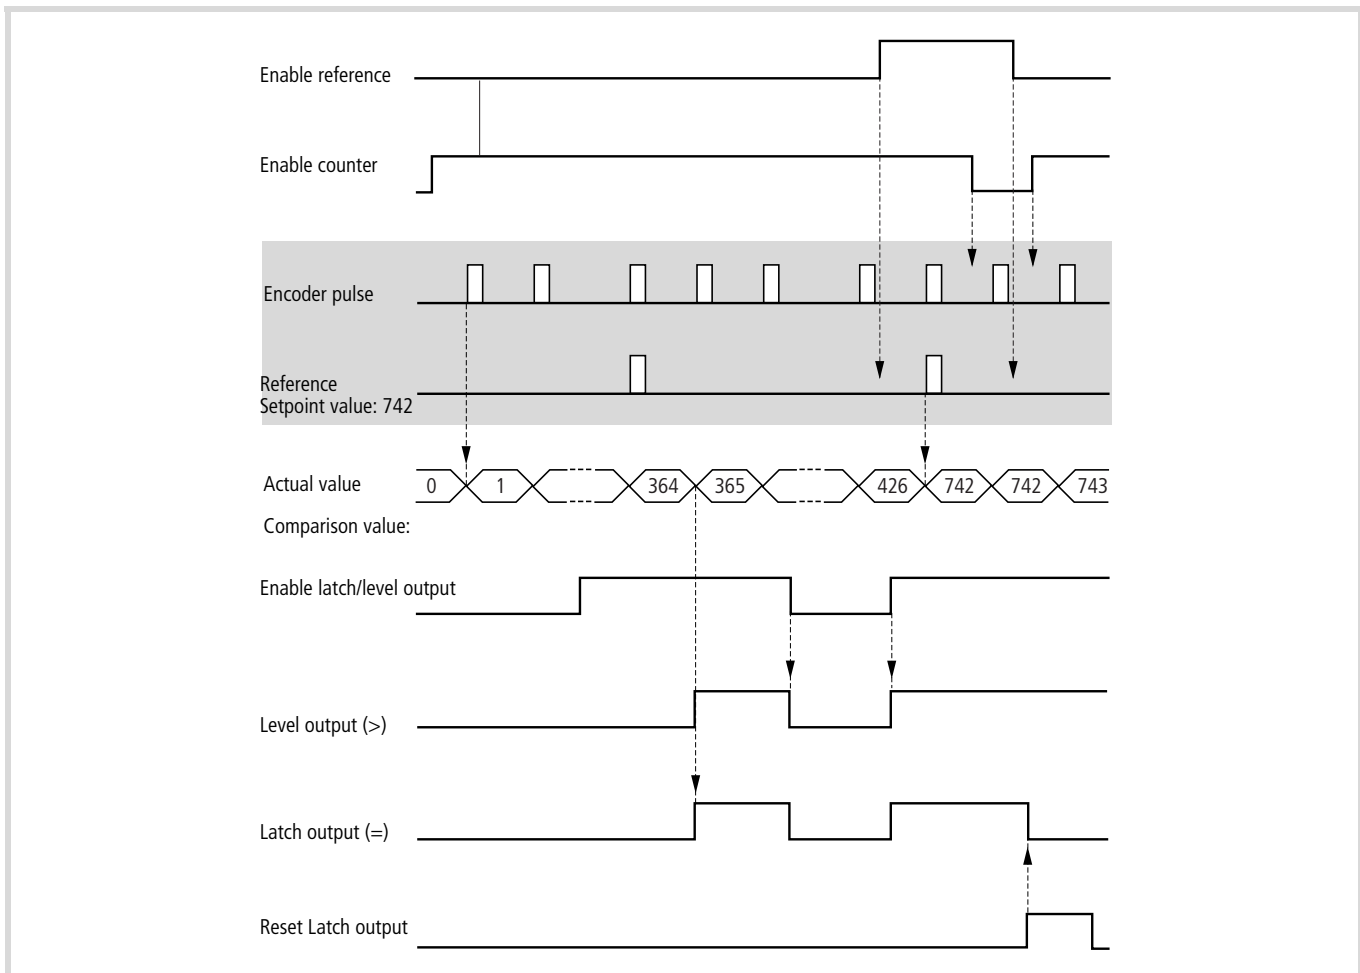 Enable reference
Enable counter
Encoder pulse
Reference
Setpoint value: 742
Actual value
0 1 364 365 426 742 742 743
Comparison value:
Enable latch/level output
Level output (>)
Latch output (=)
Reset Latch output